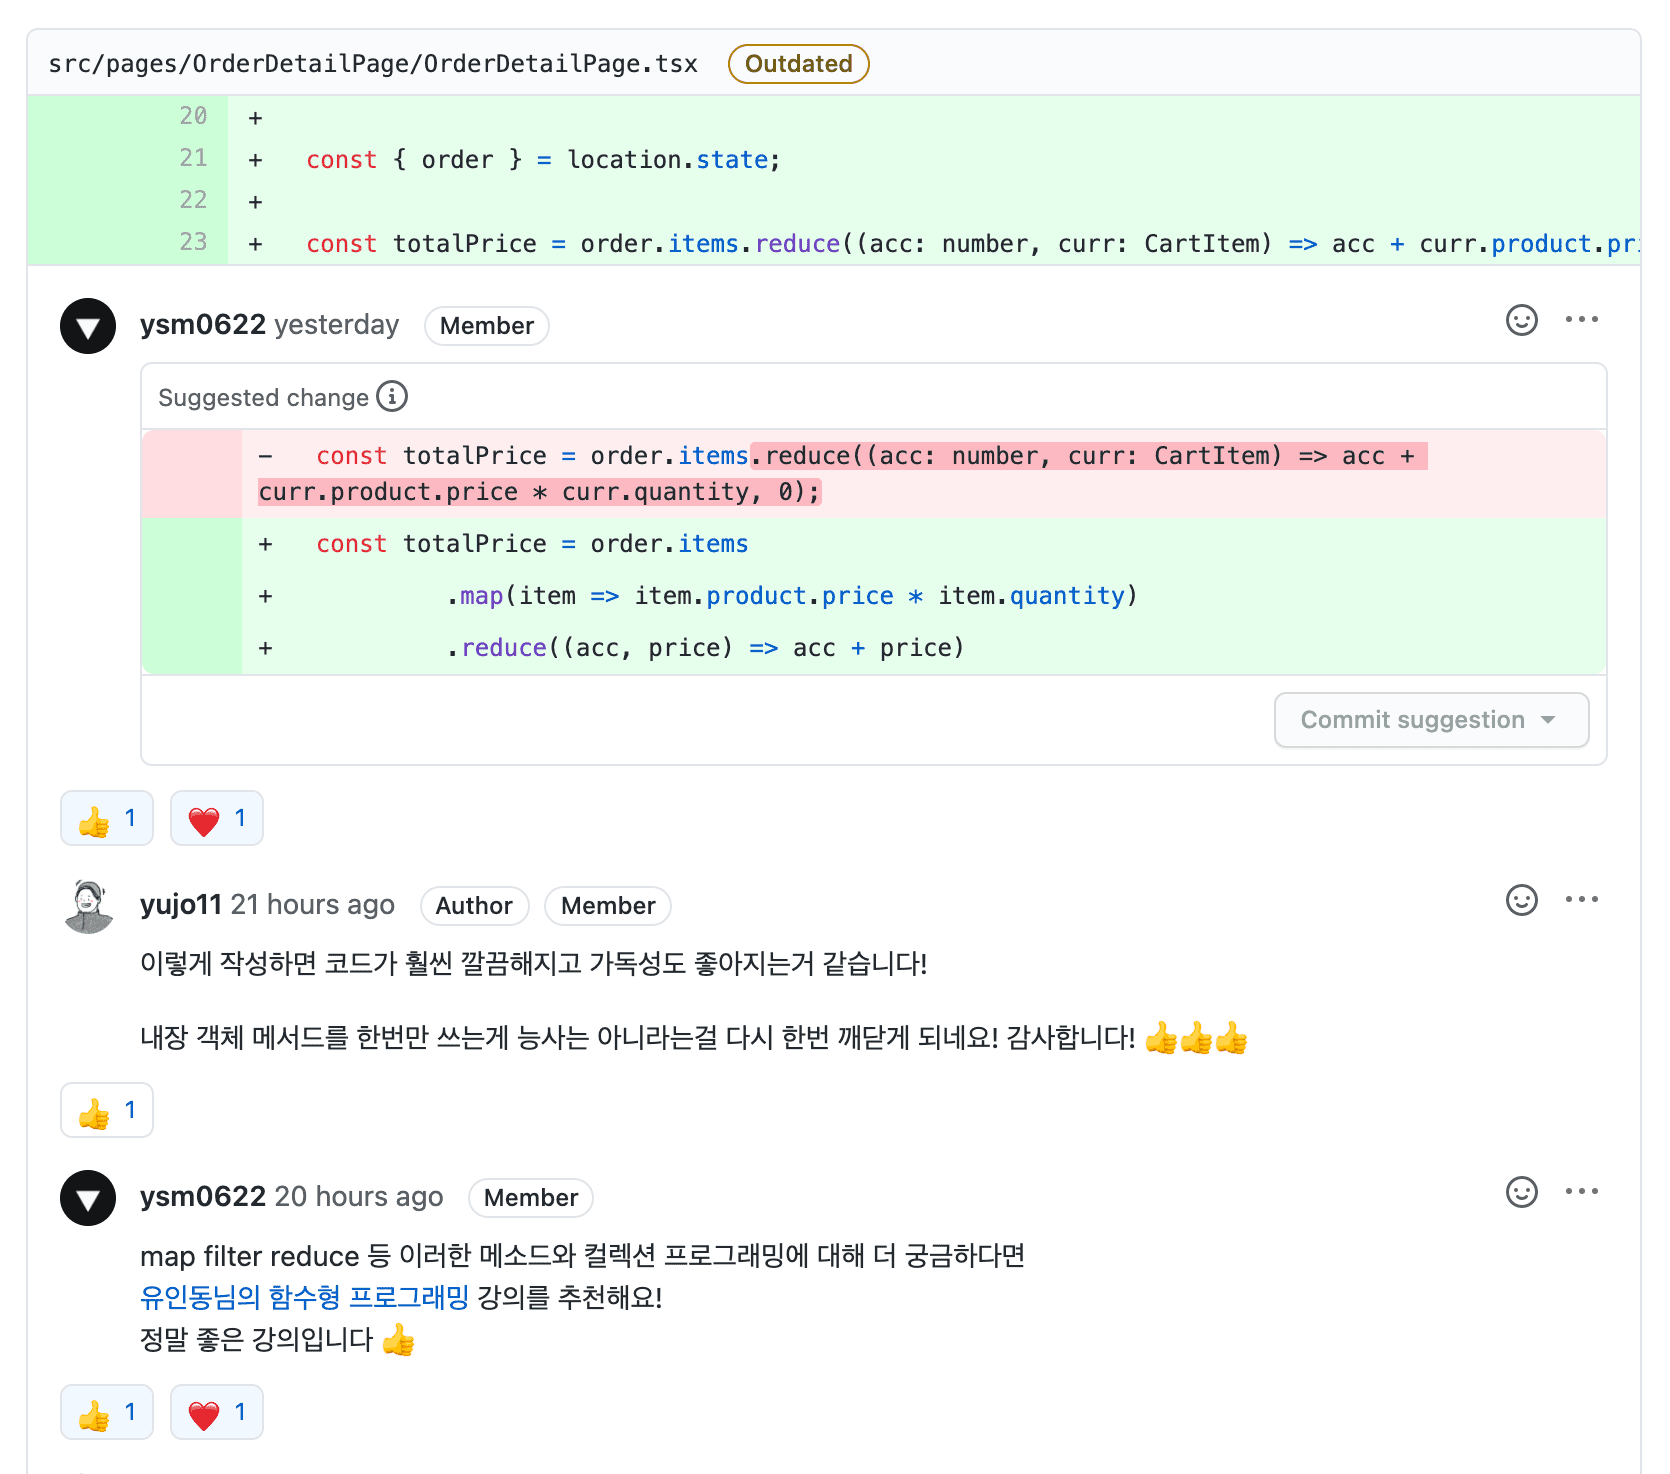 src/pages/OrderDetailPage/OrderDetailPage.tsx Outdated
20 +
21 + const { order } = location.state;
22 +
23 + const totalPrice = order.items.reduce((acc: number, curr: CartItem) => acc + curr.product.pri
ysm0622 yesterday Member
Suggested change
- const totalPrice = order.items.reduce((acc: number, curr: CartItem) => acc +
curr.product.price * curr.quantity, 0);
+ const totalPrice = order.items
+ .map(item => item.product.price * item.quantity)
+ .reduce((acc, price) => acc + price)
Commit suggestion
👍 1 ❤️ 1
yujo11 21 hours ago Author Member
이렇게 작성하면 코드가 훨씬 깔끔해지고 가독성도 좋아지는거 같습니다!
내장 객체 메서드를 한번만 쓰는게 능사는 아니라는걸 다시 한번 깨닫게 되네요! 감사합니다! 👍👍👍
👍 1
ysm0622 20 hours ago Member
map filter reduce 등 이러한 메소드와 컬렉션 프로그래밍에 대해 더 궁금하다면
유인동님의 함수형 프로그래밍 강의를 추천해요!
정말 좋은 강의입니다 👍
👍 1 ❤️ 1